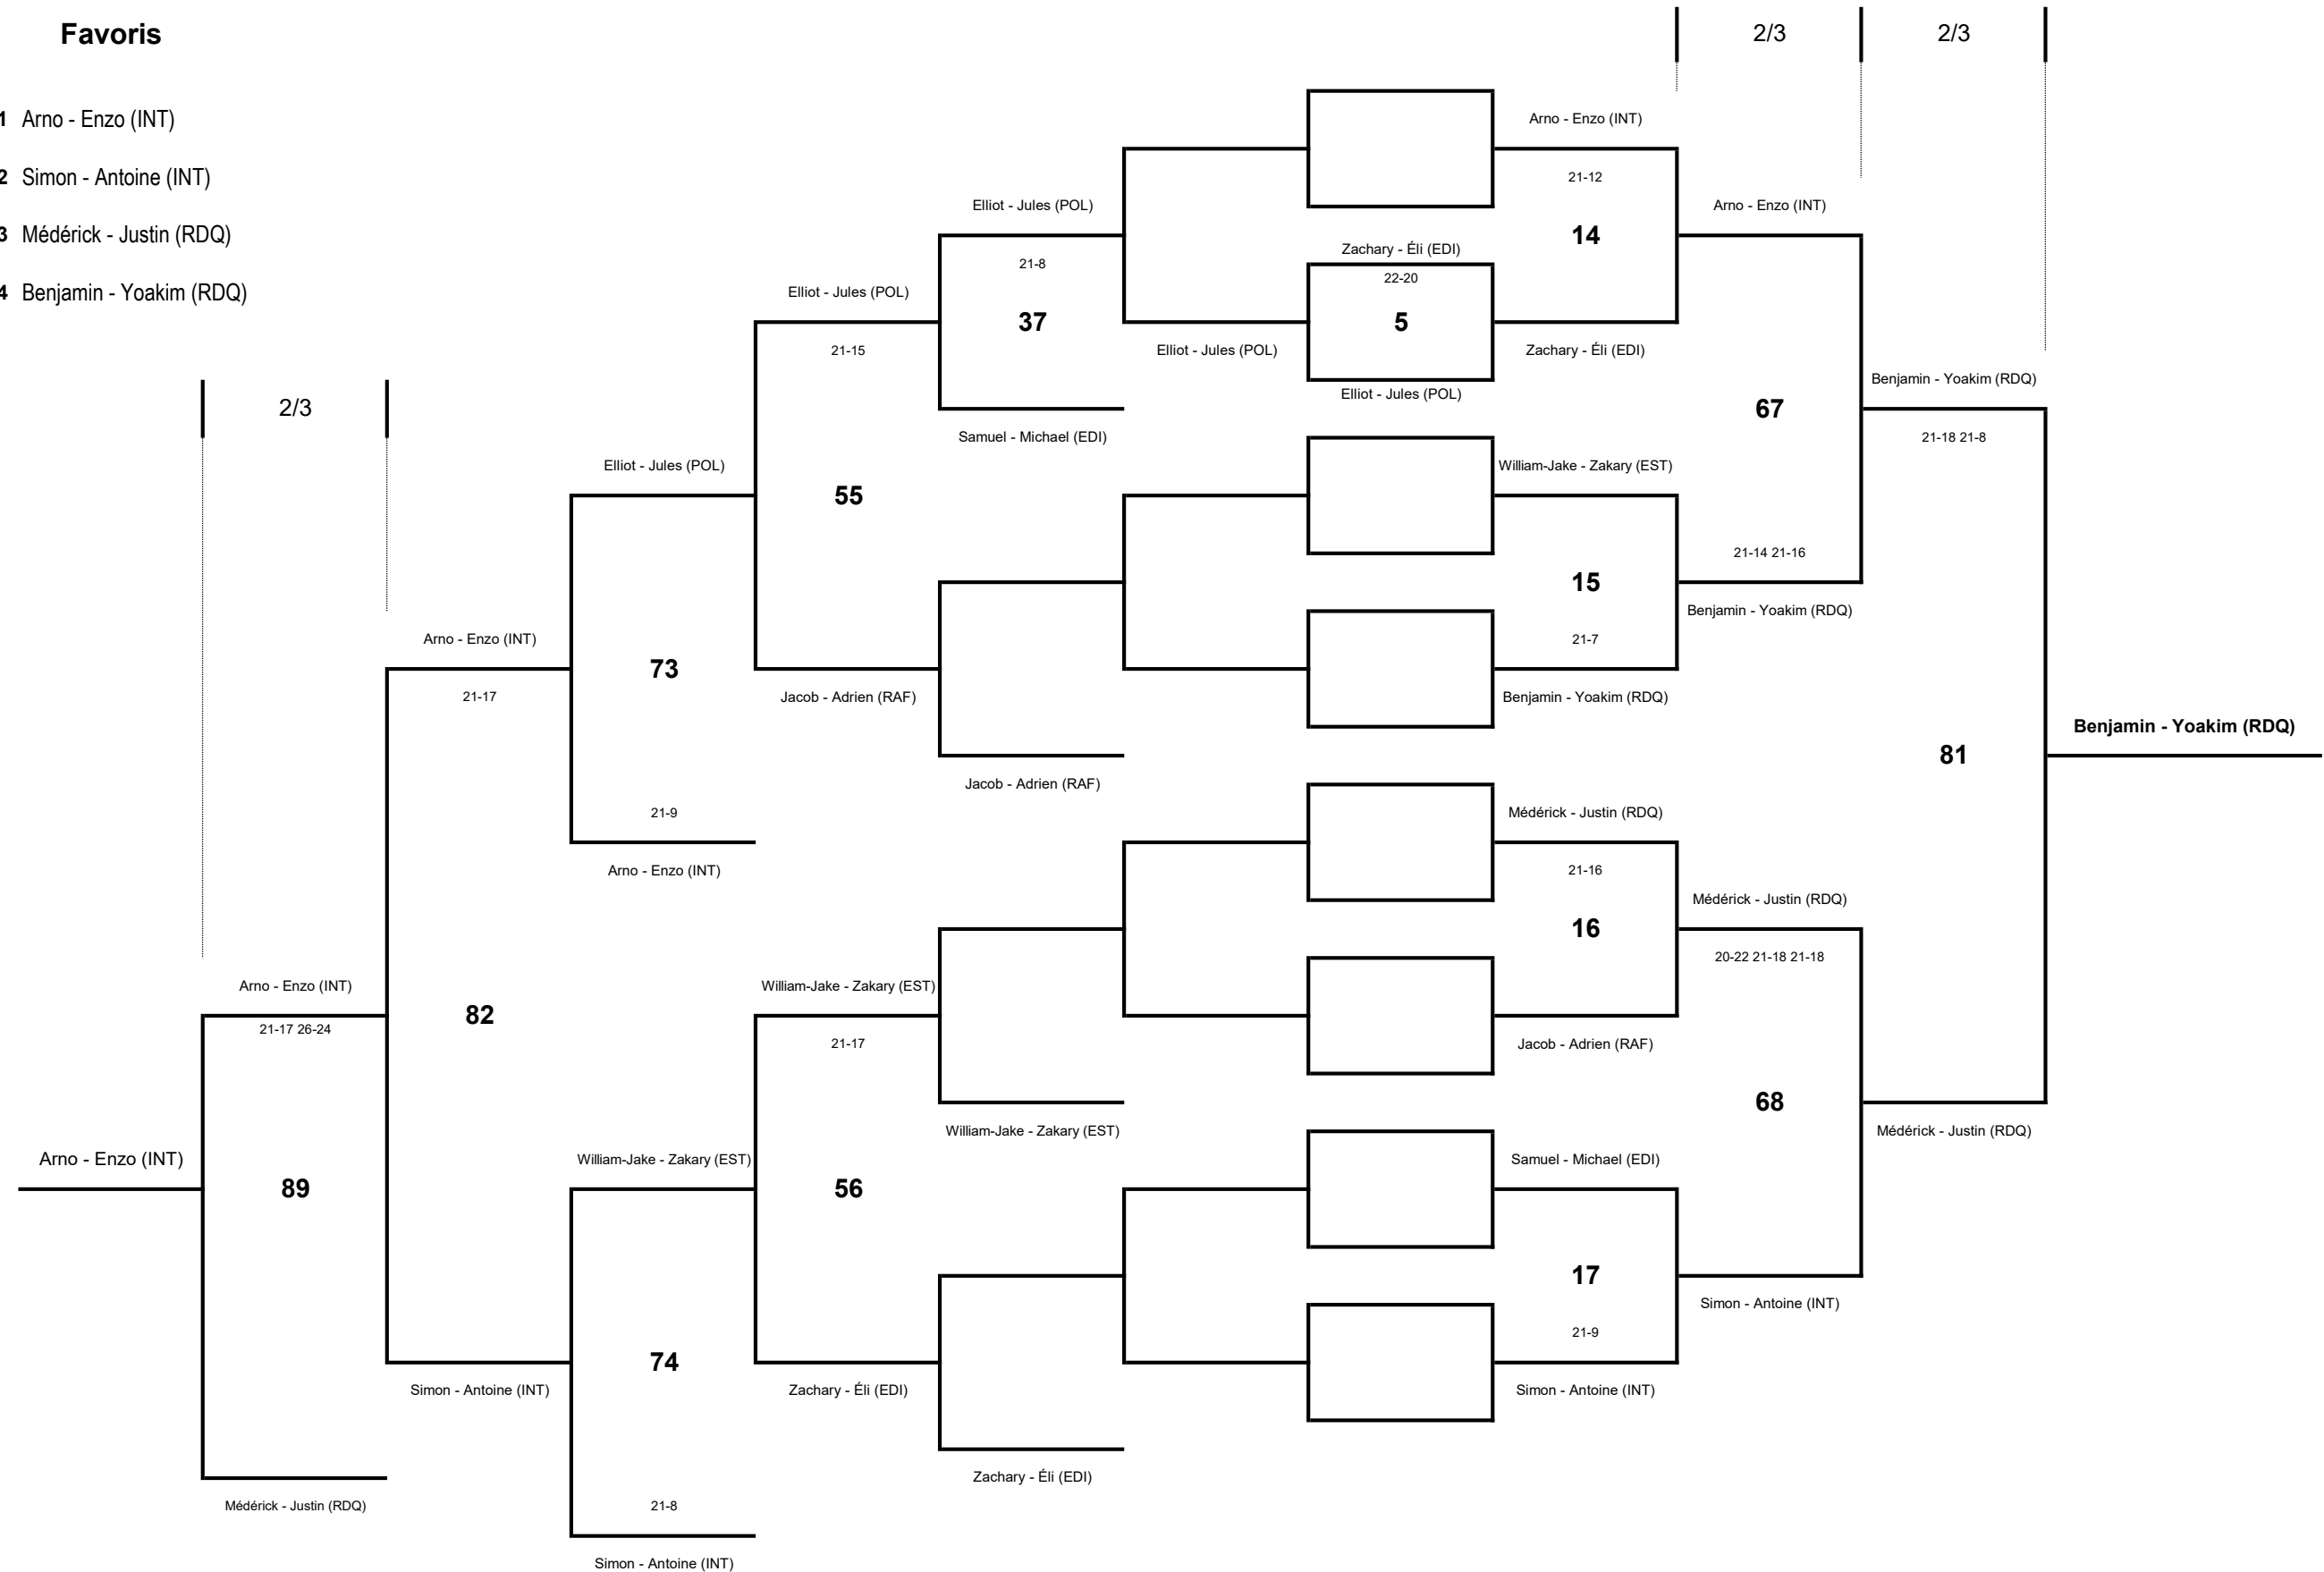 Favoris
2/3
2/3
1 Arno - Enzo (INT)
2 Simon - Antoine (INT)
3 Médérick - Justin (RDQ)
4 Benjamin - Yoakim (RDQ)
Arno - Enzo (INT)
21-12
14
Zachary - Éli (EDI)
Zachary - Éli (EDI)
22-20
5
Elliot - Jules (POL)
Elliot - Jules (POL)
Elliot - Jules (POL)
21-8
37
Samuel - Michael (EDI)
Elliot - Jules (POL)
21-15
55
Jacob - Adrien (RAF)
Jacob - Adrien (RAF)
Elliot - Jules (POL)
73
21-9
Arno - Enzo (INT)
Arno - Enzo (INT)
67
21-14 21-16
Benjamin - Yoakim (RDQ)
William-Jake - Zakary (EST)
15
21-7
Benjamin - Yoakim (RDQ)
Benjamin - Yoakim (RDQ)
21-18 21-8
81
Benjamin - Yoakim (RDQ)
Médérick - Justin (RDQ)
Médérick - Justin (RDQ)
21-16
16
Jacob - Adrien (RAF)
Médérick - Justin (RDQ)
20-22 21-18 21-18
68
Simon - Antoine (INT)
Samuel - Michael (EDI)
17
21-9
Simon - Antoine (INT)
2/3
Arno - Enzo (INT)
21-17
82
Simon - Antoine (INT)
Arno - Enzo (INT)
21-17 26-24
89
Médérick - Justin (RDQ)
Arno - Enzo (INT)
William-Jake - Zakary (EST)
21-17
56
Zachary - Éli (EDI)
William-Jake - Zakary (EST)
Zachary - Éli (EDI)
William-Jake - Zakary (EST)
74
21-8
Simon - Antoine (INT)